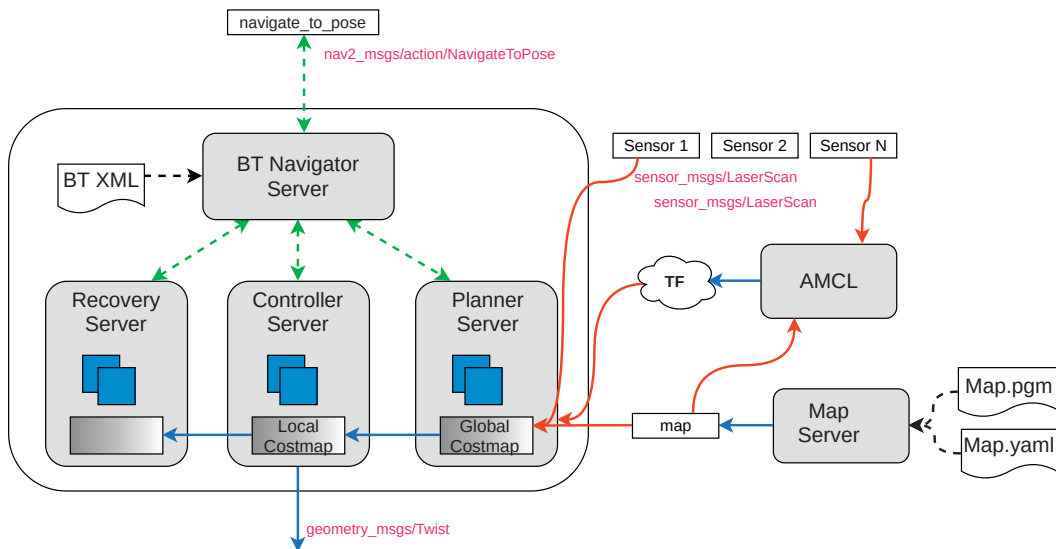 navigate_to_pose
nav2_msgs/action/NavigateToPose
BT Navigator
Server
BT XML
Sensor 1
Sensor 2
Sensor N
sensor_msgs/LaserScan
sensor_msgs/LaserScan
Recovery
Server
Controller
Server
Planner
Server
TF
AMCL
Local
Costmap
Global
Costmap
map
Map
Server
Map.pgm
Map.yaml
geometry_msgs/Twist